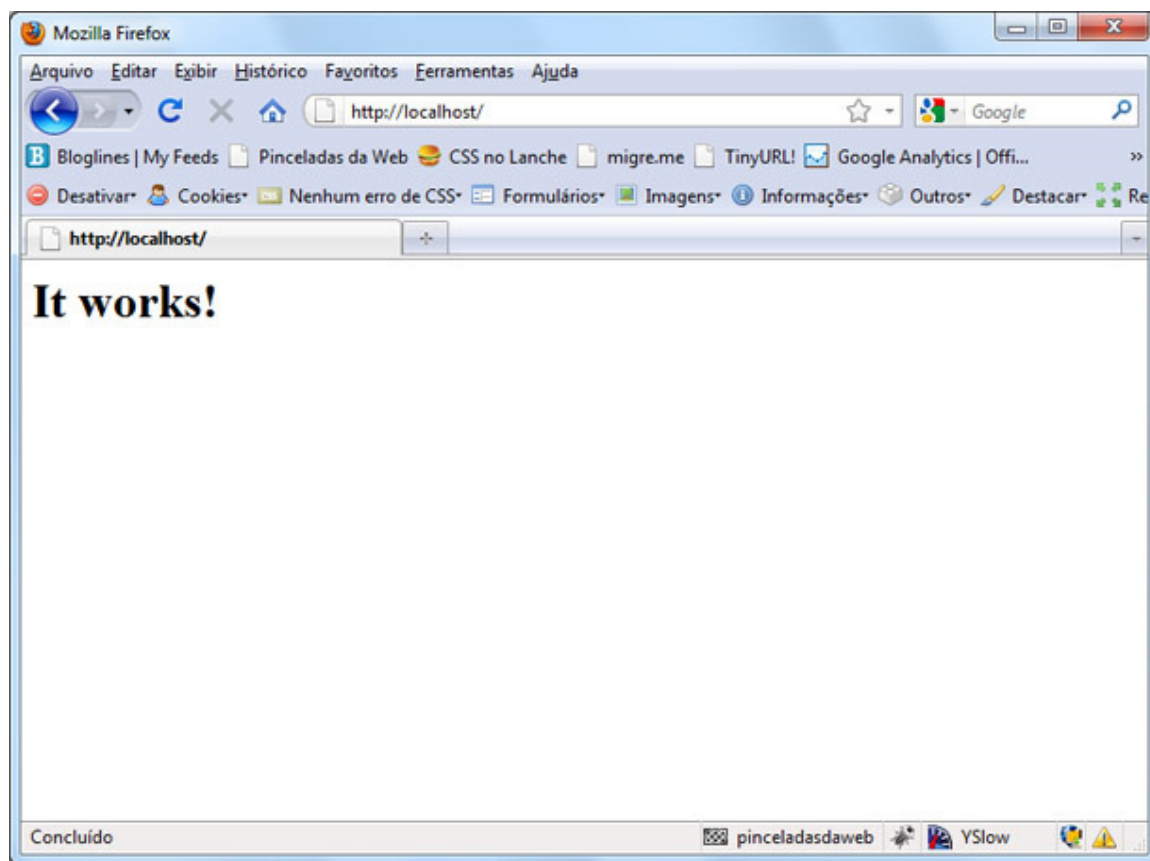 Mozilla Firefox
Arquivo Editar Exibir Histórico Favoritos Ferramentas Ajuda
http://localhost/ Google
B Bloglines | My Feeds Pinceladas da Web CSS no Lanche migre.me TinyURL! Google Analytics | Offi... »
Desativar Cookies Nenhum erro de CSS Formulários Imagens Informações Outros Destacar Re
http://localhost/
It works!
Concluído pinceladasdaweb YSlow